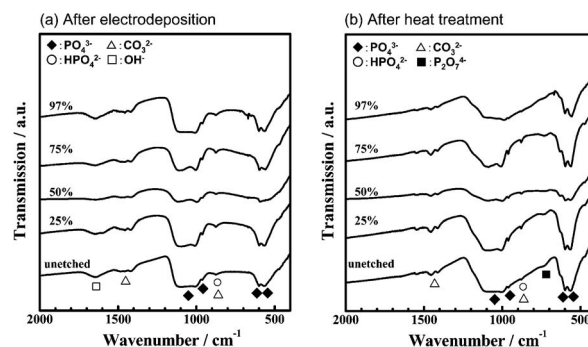 (a) After electrodeposition
◆ : PO₄³⁻ △ : CO₃²⁻
○ : HPO₄²⁻ □ : OH⁻
97%
75%
50%
25%
unetched
Transmission / a.u.
2000 1500 1000 500
Wavenumber / cm⁻¹
(b) After heat treatment
◆ : PO₄³⁻ △ : CO₃²⁻
○ : HPO₄²⁻ ■ : P₂O₇⁴⁻
97%
75%
50%
25%
unetched
Transmission / a.u.
2000 1500 1000 500
Wavenumber / cm⁻¹